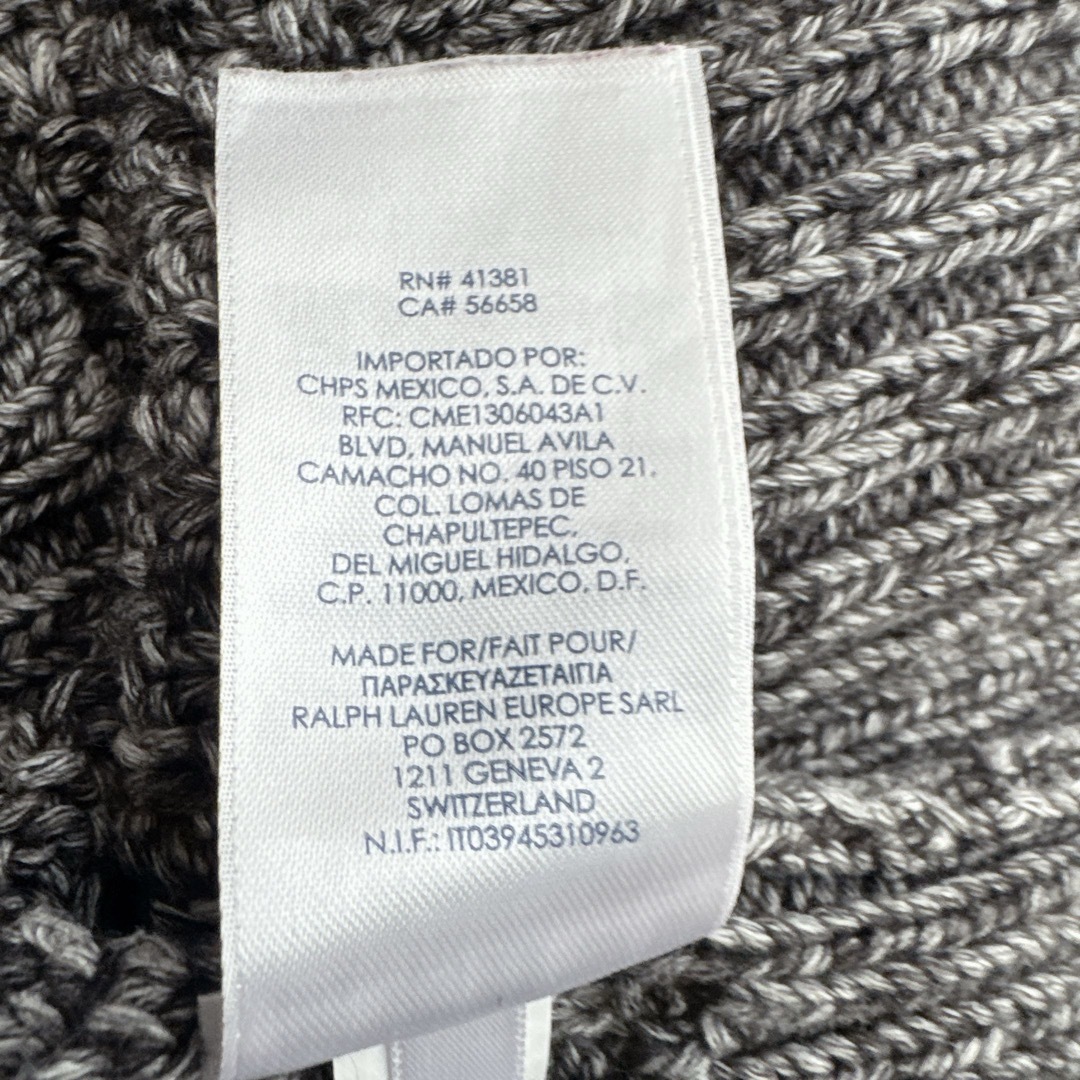 RN# 41381
CA# 56658
IMPORTADO POR:
CHPS MEXICO, S.A. DE C.V.
RFC: CME1306043A1
BLVD, MANUEL AVILA
CAMACHO NO. 40 PISO 21,
COL. LOMAS DE
CHAPULTEPEC,
DEL MIGUEL HIDALGO,
C.P. 11000, MEXICO, D.F.
MADE FOR/FAIT POUR/
ΠΑΡΑΣΚΕΥΑΖΕΤΑΙΓΙΑ
RALPH LAUREN EUROPE SARL
PO BOX 2572
1211 GENEVA 2
SWITZERLAND
N.I.F.: IT03945310963